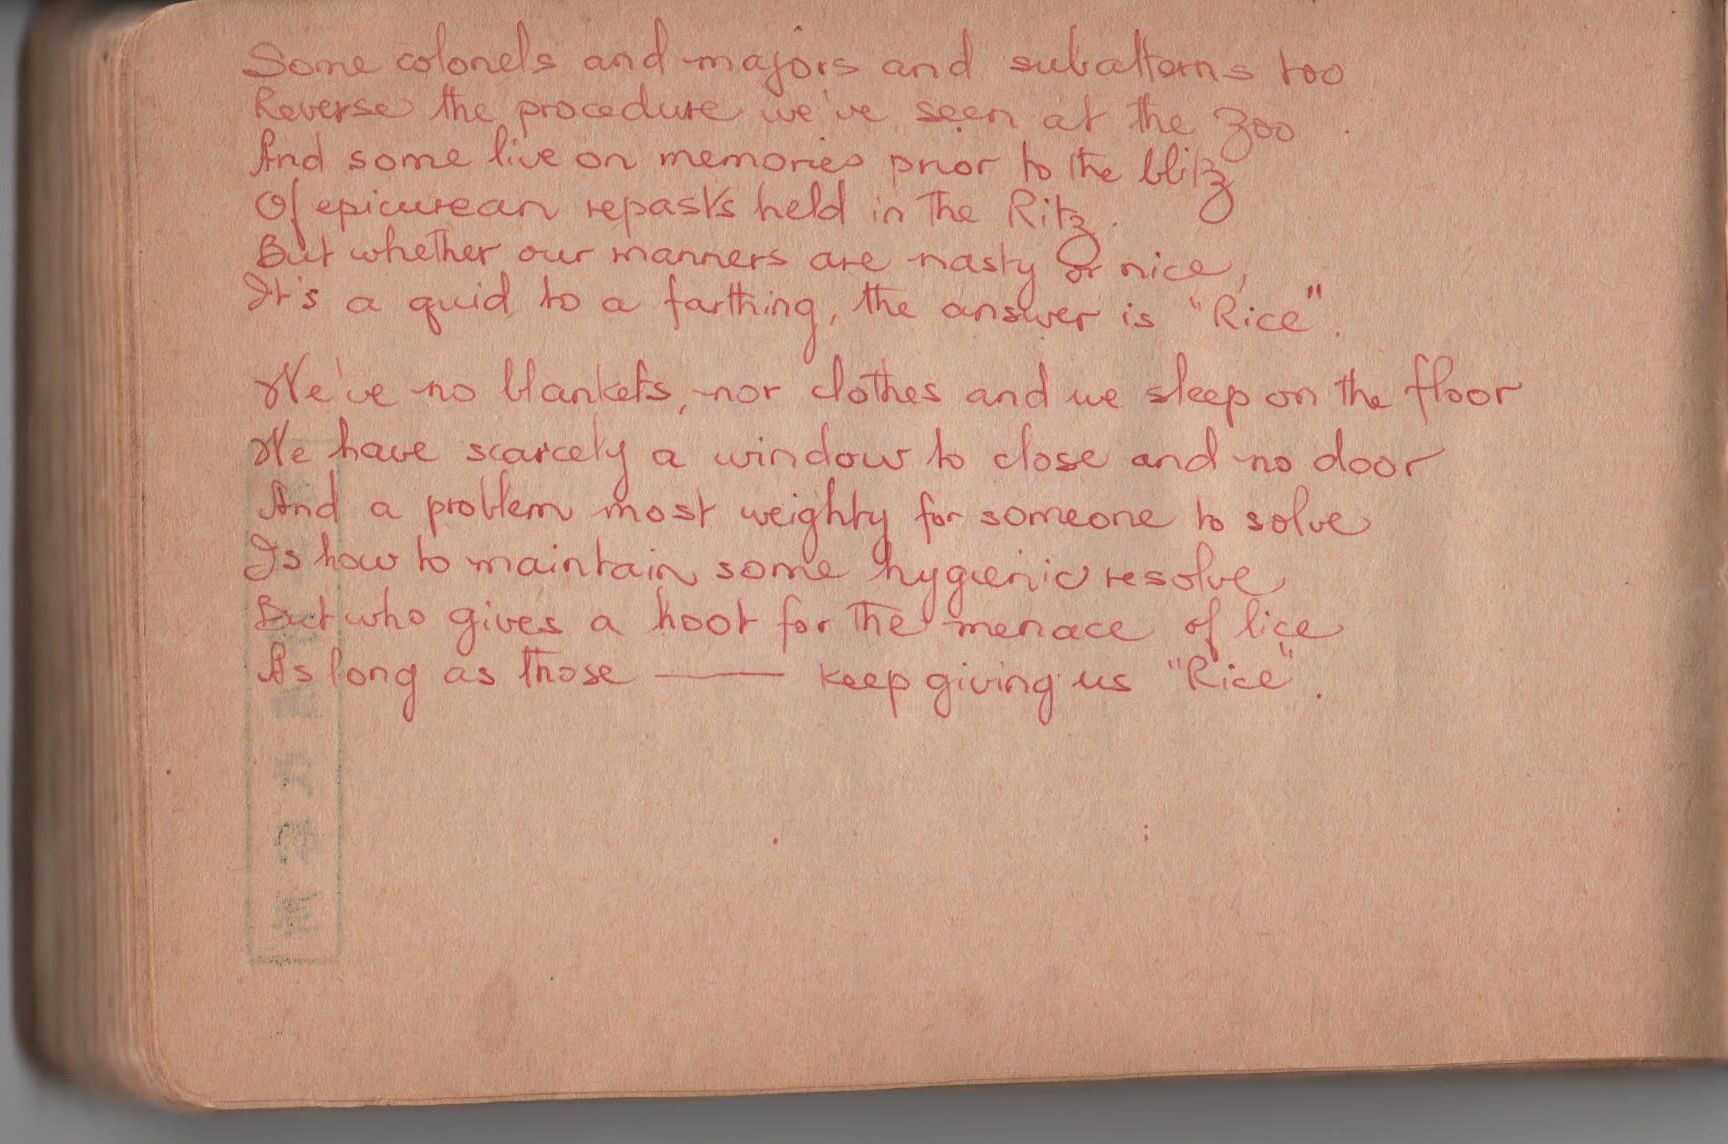 Some colonels and majors and subalterns too
Reverse the procedure we've seen at the zoo.
And some live on memories prior to the blitz
Of epicurean repasts held in the Ritz.
But whether our manners are nasty or nice,
It's a quid to a farthing, the answer is "Rice".
We've no blankets, nor clothes and we sleep on the floor
We have scarcely a window to close and no door
And a problem most weighty for someone to solve
Is how to maintain some hygienic resolve
But who gives a hoot for the menace of lice
As long as those —— keep giving us "Rice".